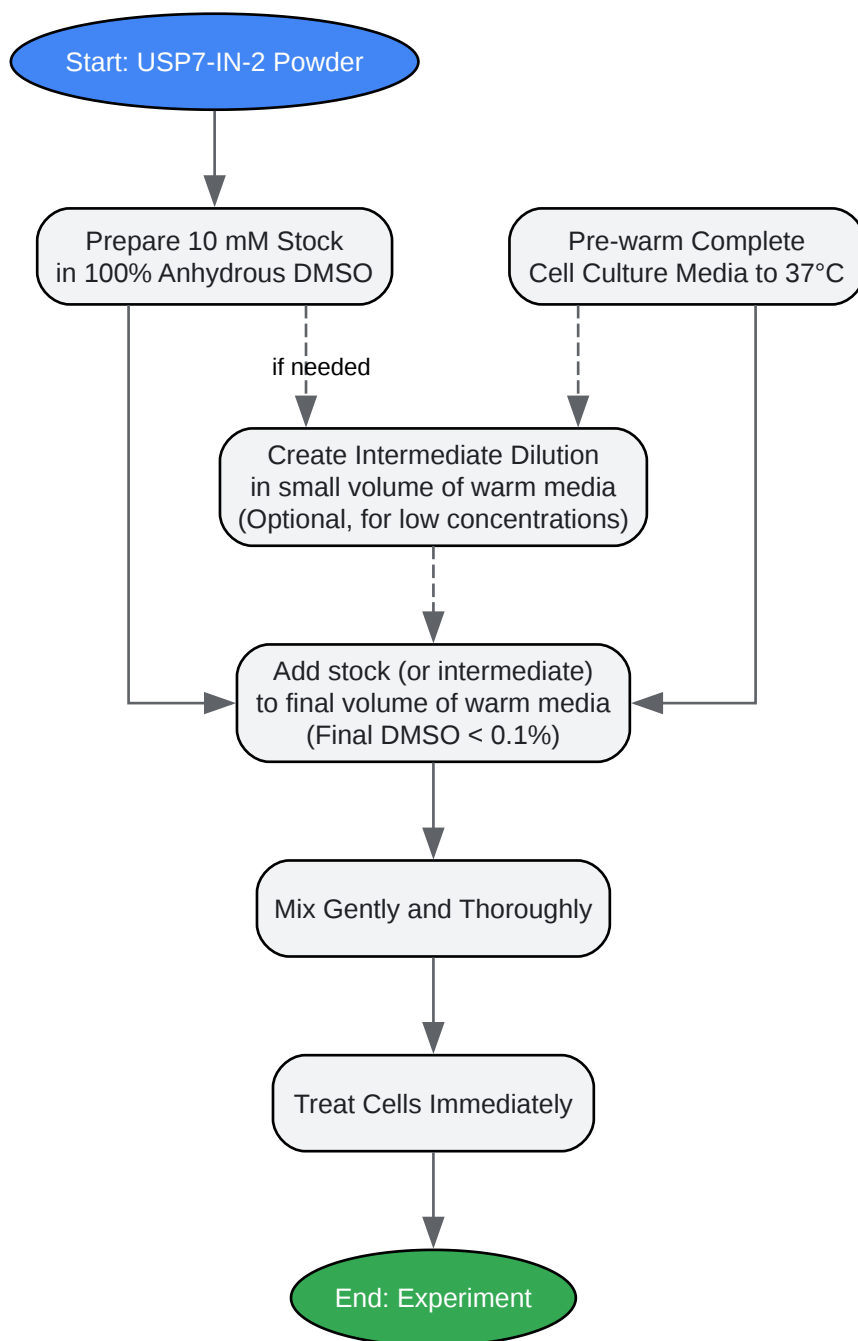 Start: USP7-IN-2 Powder
Prepare 10 mM Stock
in 100% Anhydrous DMSO
Pre-warm Complete
Cell Culture Media to 37°C
if needed
Create Intermediate Dilution
in small volume of warm media
(Optional, for low concentrations)
Add stock (or intermediate)
to final volume of warm media
(Final DMSO < 0.1%)
Mix Gently and Thoroughly
Treat Cells Immediately
End: Experiment